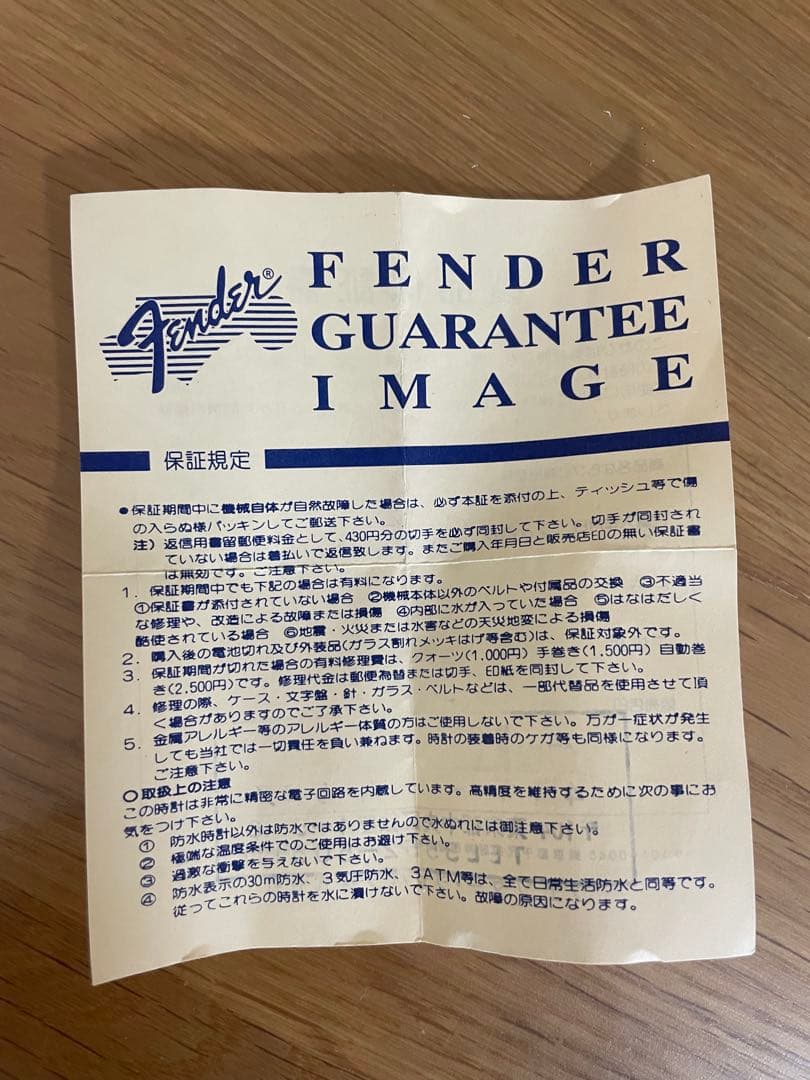 Fender®
FENDER
GUARANTEE
IMAGE
保証規定
●保証期間中に機械自体が自然故障した場合は、必ず本証を添付の上、ティッシュ等で傷
の入らぬ様パッキンしてご郵送下さい。
注）返信用書留郵便料金として、430円分の切手を必ず同封して下さい。切手が同封され
ていない場合は着払いで返信致します。またご購入年月日と販売店印の無い保証書
は無効です。ご注意下さい。
1．保証期間中でも下記の場合は有料になります。
①保証書が添付されていない場合 ②機械本体以外のベルトや付属品の交換 ③不適当
な修理や、改造による故障または損傷 ④内部に水が入っていた場合 ⑤はなはだしく
酷使されている場合 ⑥地震・火災または水害などの天災地変による損傷
2．購入後の電池切れ及び外装品(ガラス割れメッキはげ等含む)は、保証対象外です。
3．保証期間が切れた場合の有料修理費は、クォーツ(1,000円) 手巻き(1,500円) 自動巻
き(2,500円)です。修理代金は郵便為替または切手、印紙を同封して下さい。
4．修理の際、ケース・文字盤・針・ガラス・ベルトなどは、一部代替品を使用させて頂
く場合がありますのでご了承下さい。
5．金属アレルギー等のアレルギー体質の方はご使用しないで下さい。万が一症状が発生
しても当社では一切責任を負い兼ねます。時計の装着時のケガ等も同様になります。
ご注意下さい。
○取扱上の注意
この時計は非常に精密な電子回路を内蔵しています。高精度を維持するために次の事にお
気をつけ下さい。
① 防水時計以外は防水ではありませんので水ぬれには御注意下さい。
② 極端な温度条件でのご使用はお避け下さい。
③ 過激な衝撃を与えないで下さい。
④ 防水表示の30m防水、3気圧防水、3ATM等は、全て日常生活防水と同等です。
従ってこれらの時計を水に漬けないで下さい。故障の原因になります。